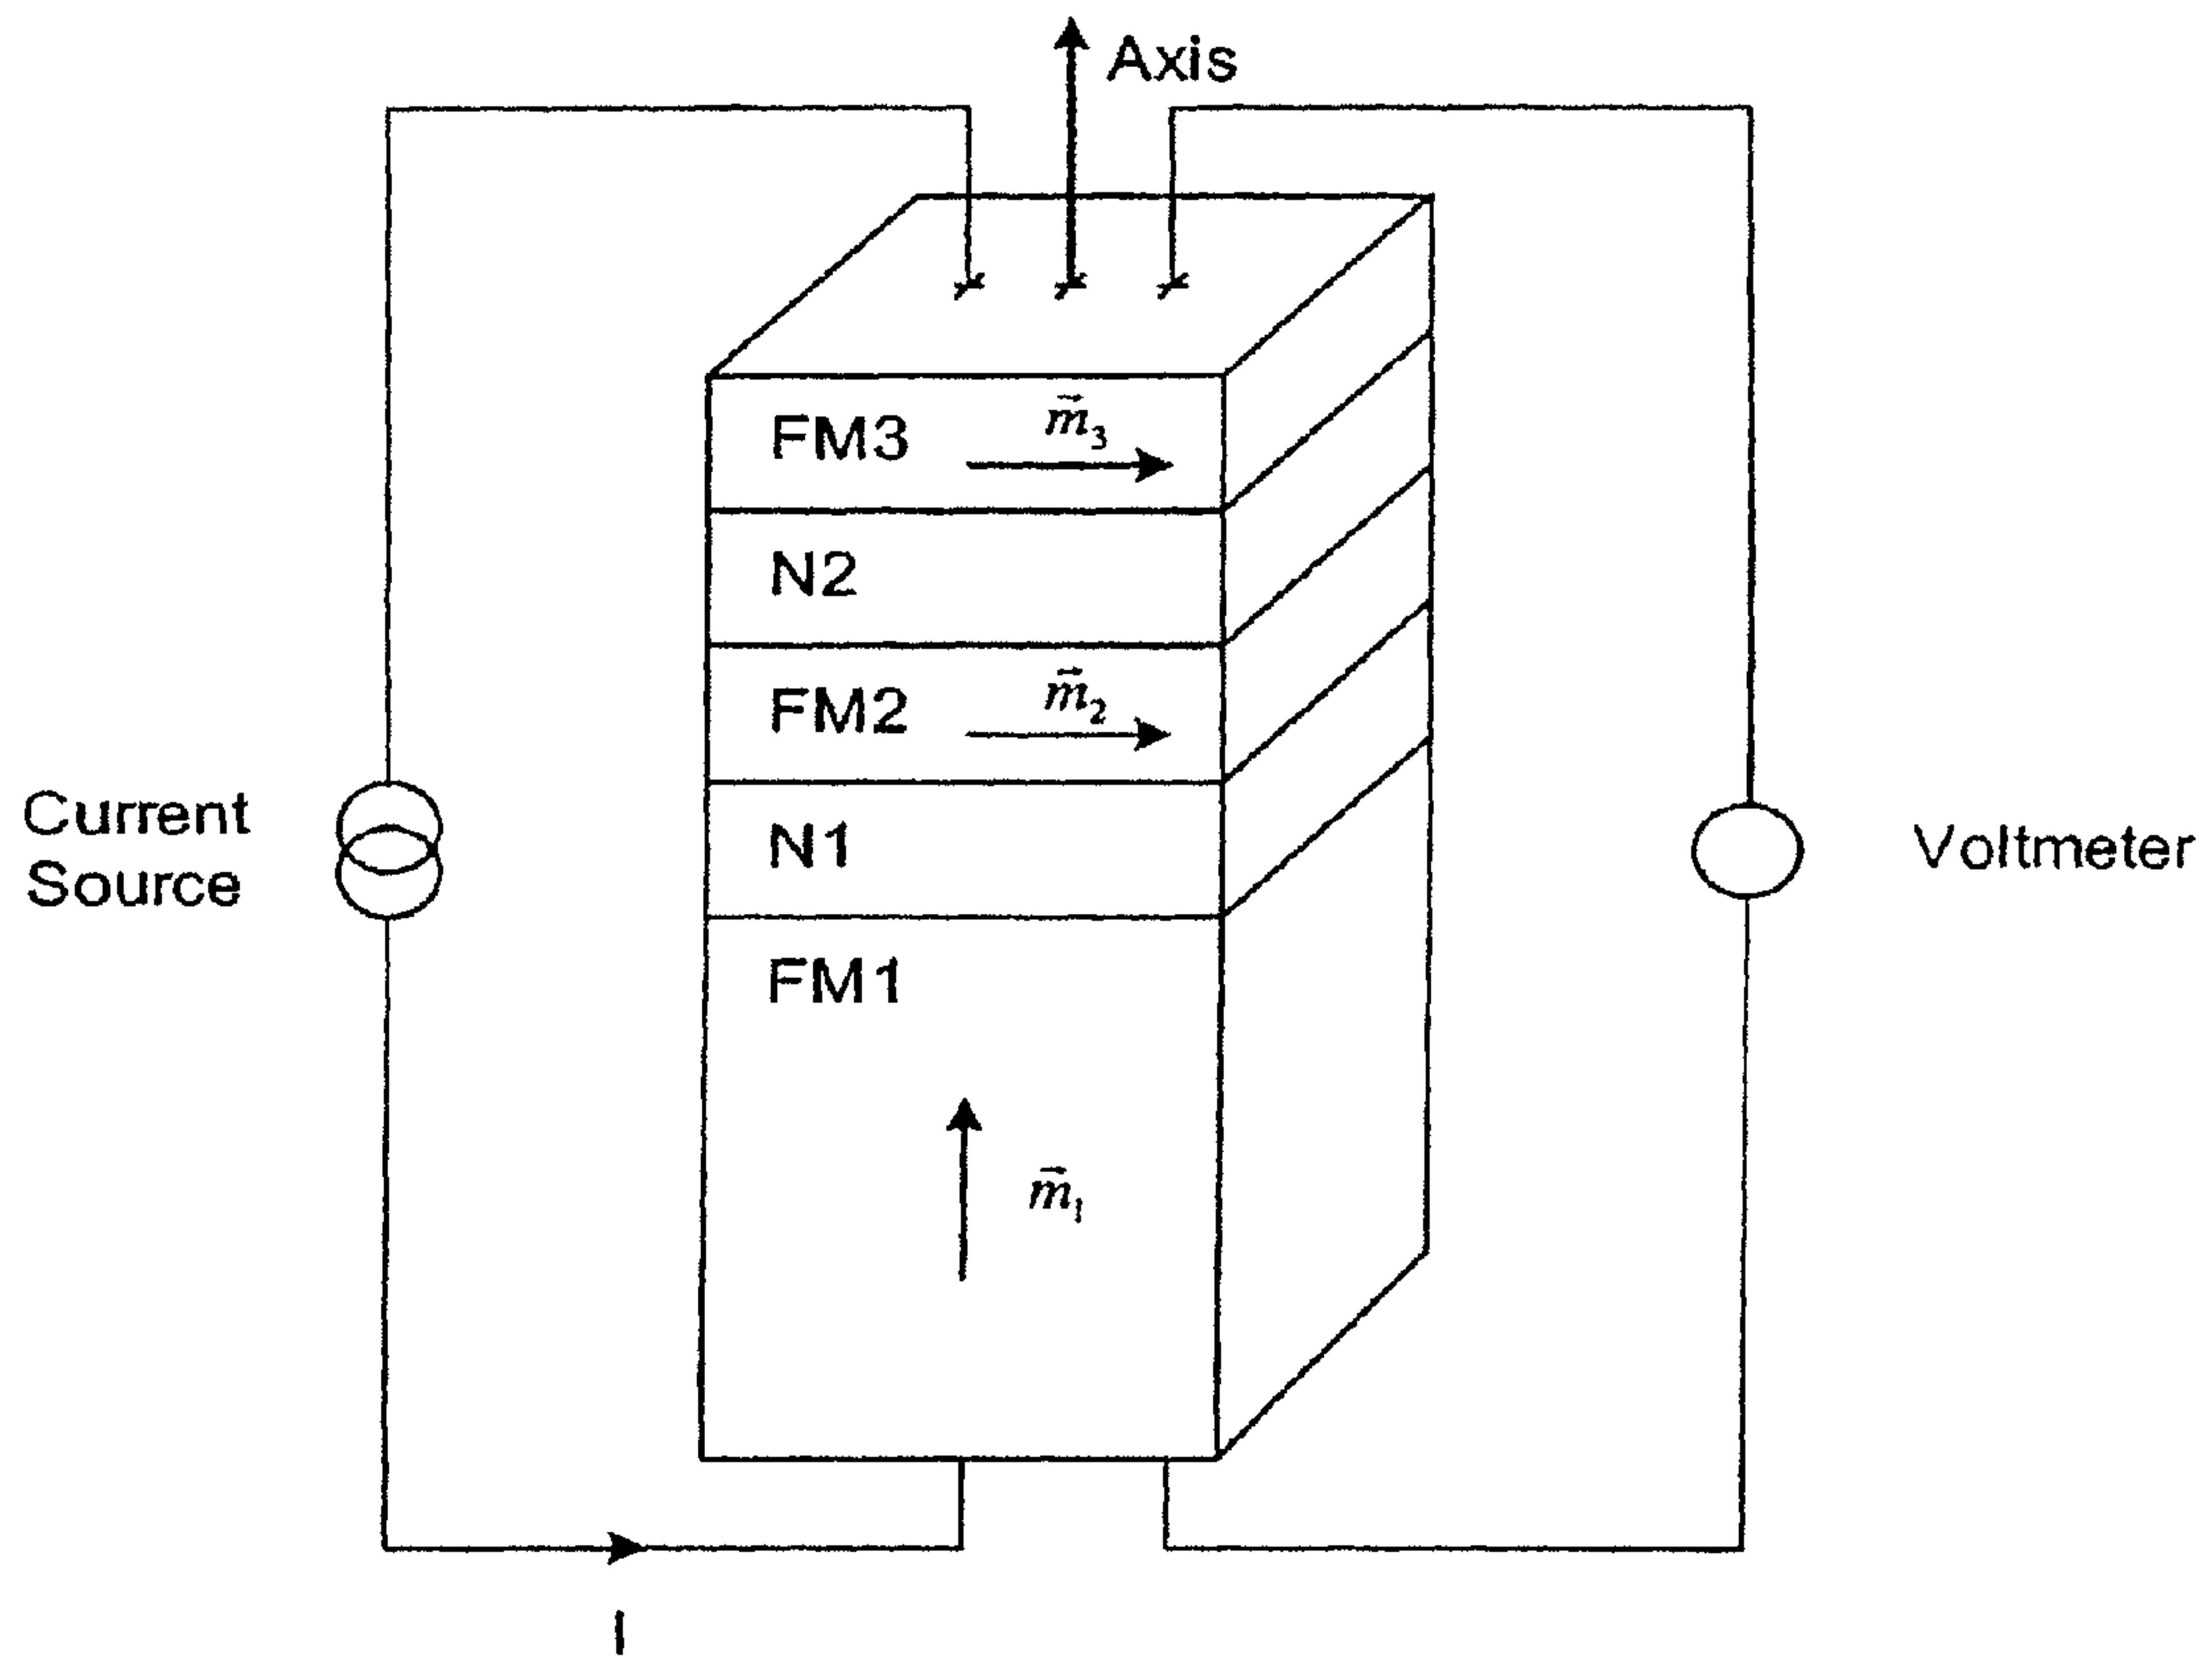 Axis
FM3
m⃗₃
N2
FM2
m⃗₂
Current
Source
N1
Voltmeter
FM1
m⃗₁
I